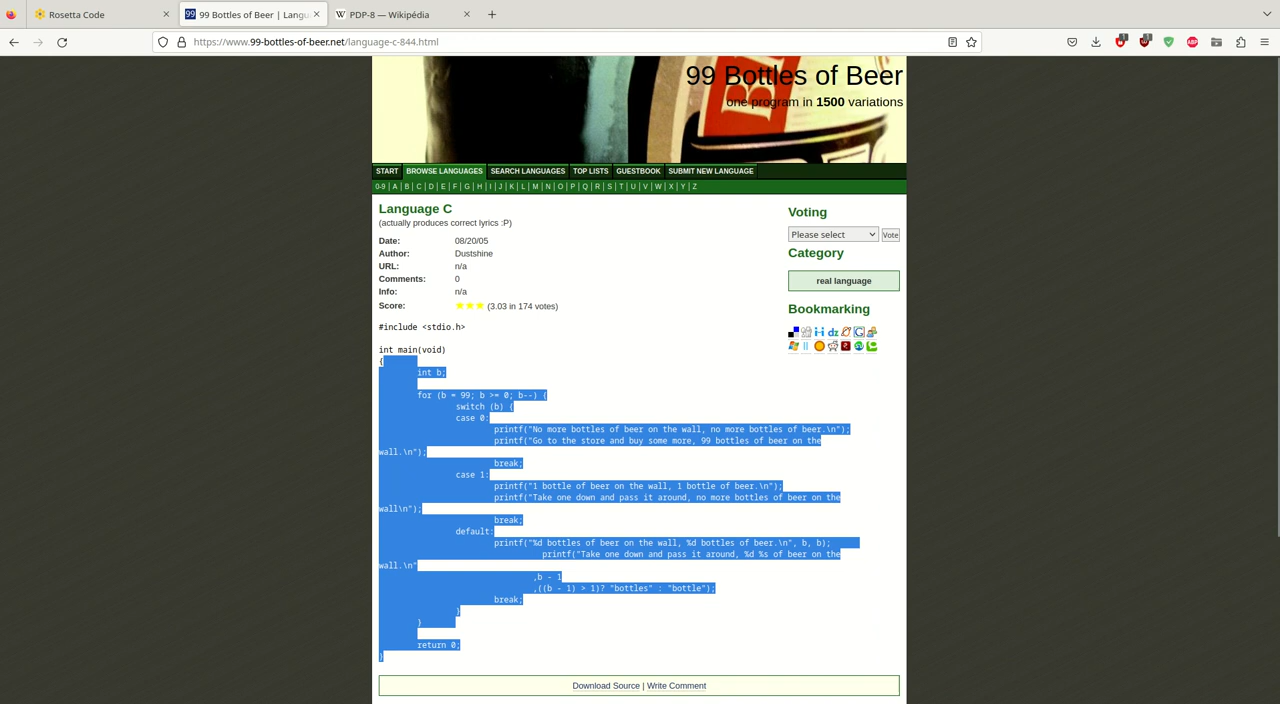 Rosetta Code
99 Bottles of Beer | Langu
PDP-8 — Wikipédia
https://www.99-bottles-of-beer.net/language-c-844.html
99 Bottles of Beer
one program in 1500 variations
START BROWSE LANGUAGES SEARCH LANGUAGES TOP LISTS GUESTBOOK SUBMIT NEW LANGUAGE
0-9 | A | B | C | D | E | F | G | H | I | J | K | L | M | N | O | P | Q | R | S | T | U | V | W | X | Y | Z
Language C
(actually produces correct lyrics :P)
Date: 08/20/05
Author: Dustshine
URL: n/a
Comments: 0
Info: n/a
Score: (3.03 in 174 votes)
#include <stdio.h>
int main(void)
{
int b;
for (b = 99; b >= 0; b--) {
switch (b) {
case 0:
printf("No more bottles of beer on the wall, no more bottles of beer.\n");
printf("Go to the store and buy some more, 99 bottles of beer on the
wall.\n");
break;
case 1:
printf("1 bottle of beer on the wall, 1 bottle of beer.\n");
printf("Take one down and pass it around, no more bottles of beer on the
wall\n");
break;
default:
printf("%d bottles of beer on the wall, %d bottles of beer.\n", b, b);
printf("Take one down and pass it around, %d %s of beer on the
wall.\n"
,b - 1
,((b - 1) > 1)? "bottles" : "bottle");
break;
}
}
return 0;
}
Voting
Please select Vote
Category
real language
Bookmarking
Download Source | Write Comment